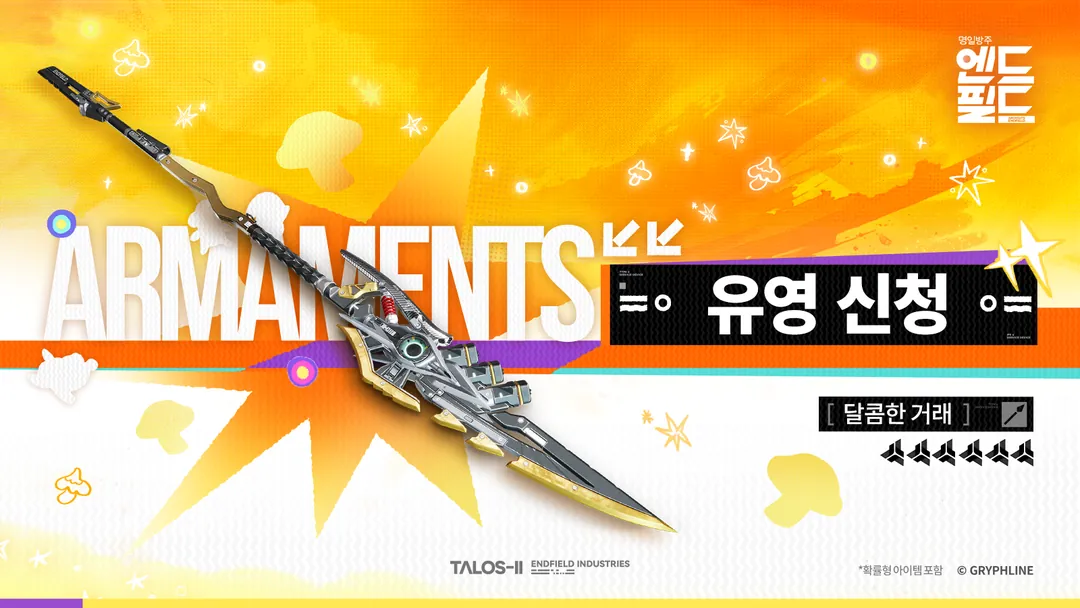 명일방주
엔드
필드
ARMAMENTS
유영 신청
[ 달콤한 거래 ]
TALOS-II ENDFIELD INDUSTRIES
*확률형 아이템 포함 © GRYPHLINE